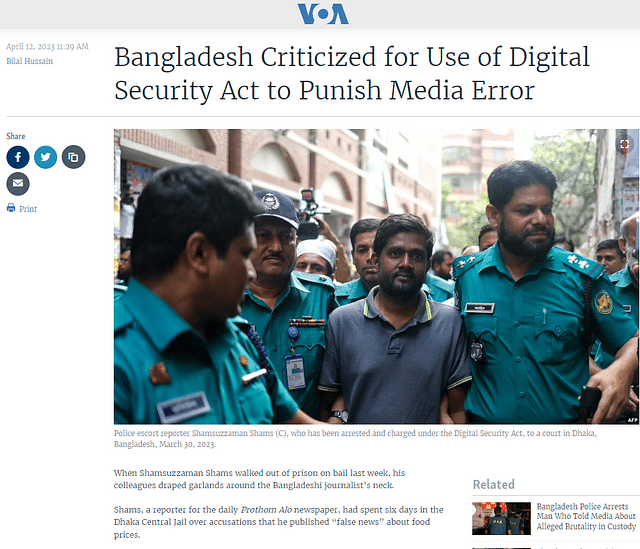 VOA
April 12, 2023 11:29 AM
Bilal Hussain
Bangladesh Criticized for Use of Digital
Security Act to Punish Media Error
Share
Print
AFP
Police escort reporter Shamsuzzaman Shams (C), who has been arrested and charged under the Digital Security Act, to a court in Dhaka,
Bangladesh, March 30, 2023.
When Shamsuzzaman Shams walked out of prison on bail last week, his
colleagues draped garlands around the Bangladeshi journalist's neck.
Shams, a reporter for the daily Prothom Alo newspaper, had spent six days in the
Dhaka Central Jail over accusations that he published “false news” about food
prices.
Related
Bangladesh Police Arrests
Man Who Told Media About
Alleged Brutality in Custody